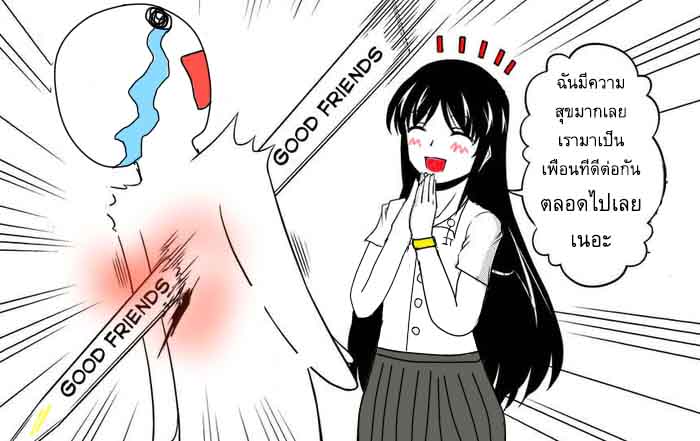 GOOD FRIENDS
ฉันมีความ
สุขมากเลย
เรามาเป็น
เพื่อนที่ดีต่อกัน
ตลอดไปเลย
เนอะ
GOOD FRIENDS